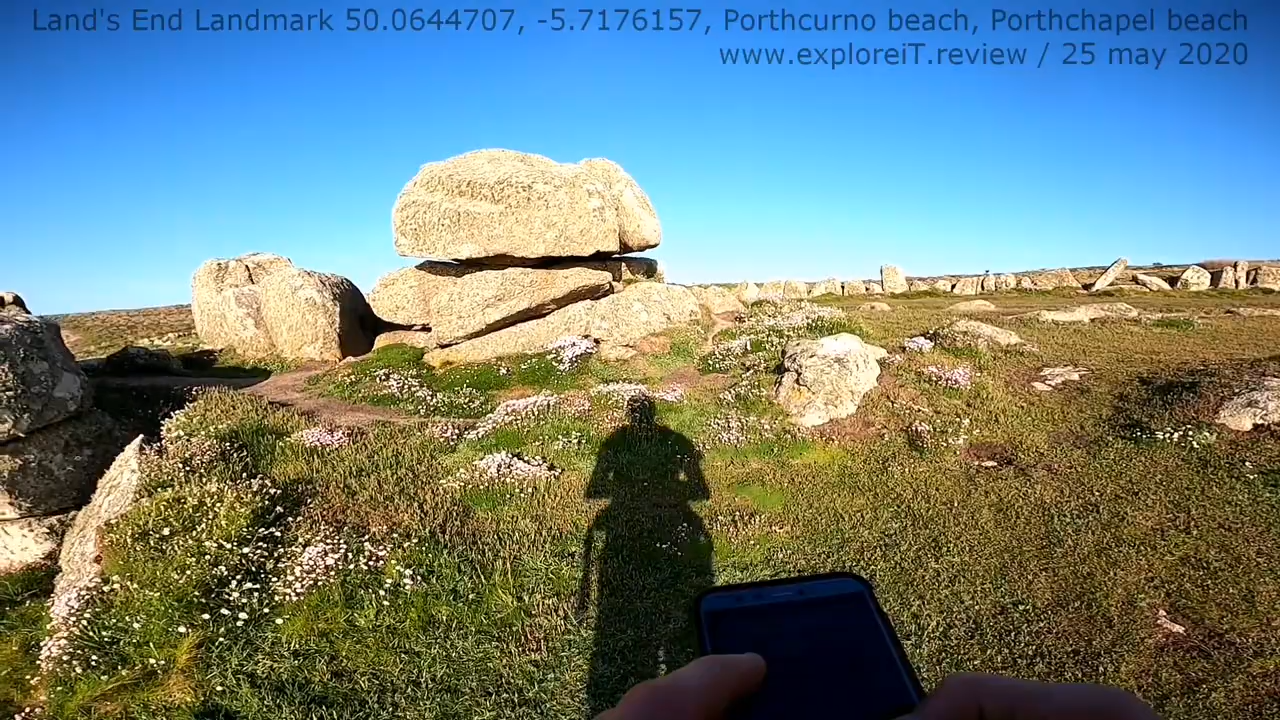 Land's End Landmark 50.0644707, -5.7176157, Porthcurno beach, Porthchapel beach
www.exploreiT.review / 25 may 2020